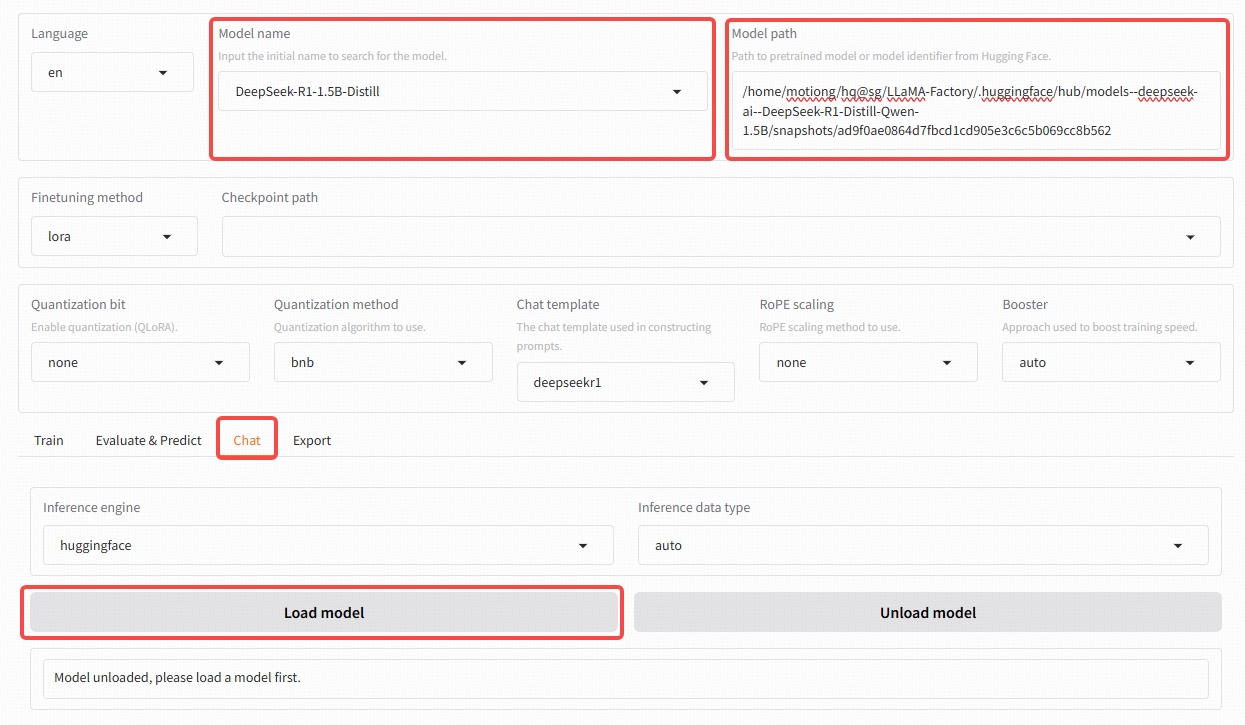 Language
en
Model name
Input the initial name to search for the model.
DeepSeek-R1-1.5B-Distill
Model path
Path to pretrained model or model identifier from Hugging Face.
/home/motiong/hq@sg/LLaMA-Factory/.huggingface/hub/models--deepseek-
ai--DeepSeek-R1-Distill-Qwen-
1.5B/snapshots/ad9f0ae0864d7fbcd1cd905e3c6c5b069cc8b562
Finetuning method
lora
Checkpoint path
Quantization bit
Enable quantization (QLoRA).
none
Quantization method
Quantization algorithm to use.
bnb
Chat template
The chat template used in constructing
prompts.
deepseekr1
RoPE scaling
RoPE scaling method to use.
none
Booster
Approach used to boost training speed.
auto
Train
Evaluate & Predict
Chat
Export
Inference engine
huggingface
Inference data type
auto
Load model
Unload model
Model unloaded, please load a model first.